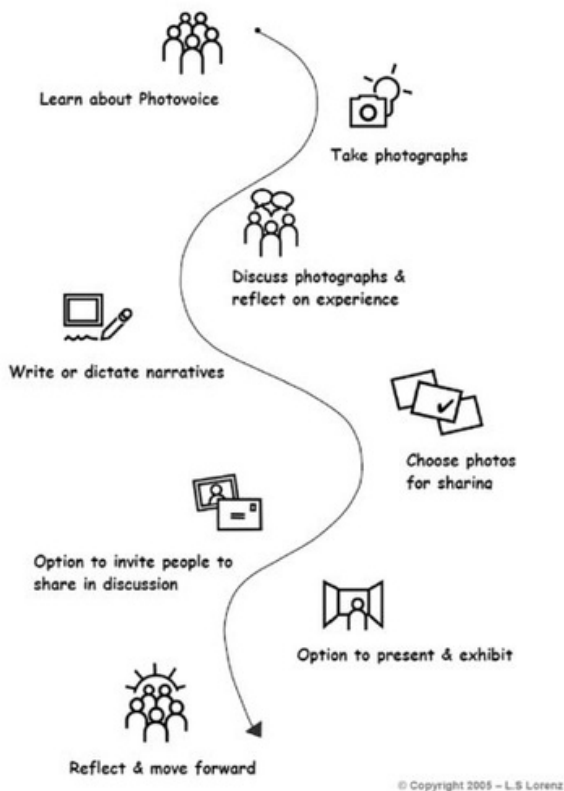 Learn about Photovoice
Take photographs
Discuss photographs &
reflect on experience
Write or dictate narratives
Choose photos
for sharina
Option to invite people to
share in discussion
Option to present & exhibit
Reflect & move forward
© Copyright 2005 – L.S Lorenz